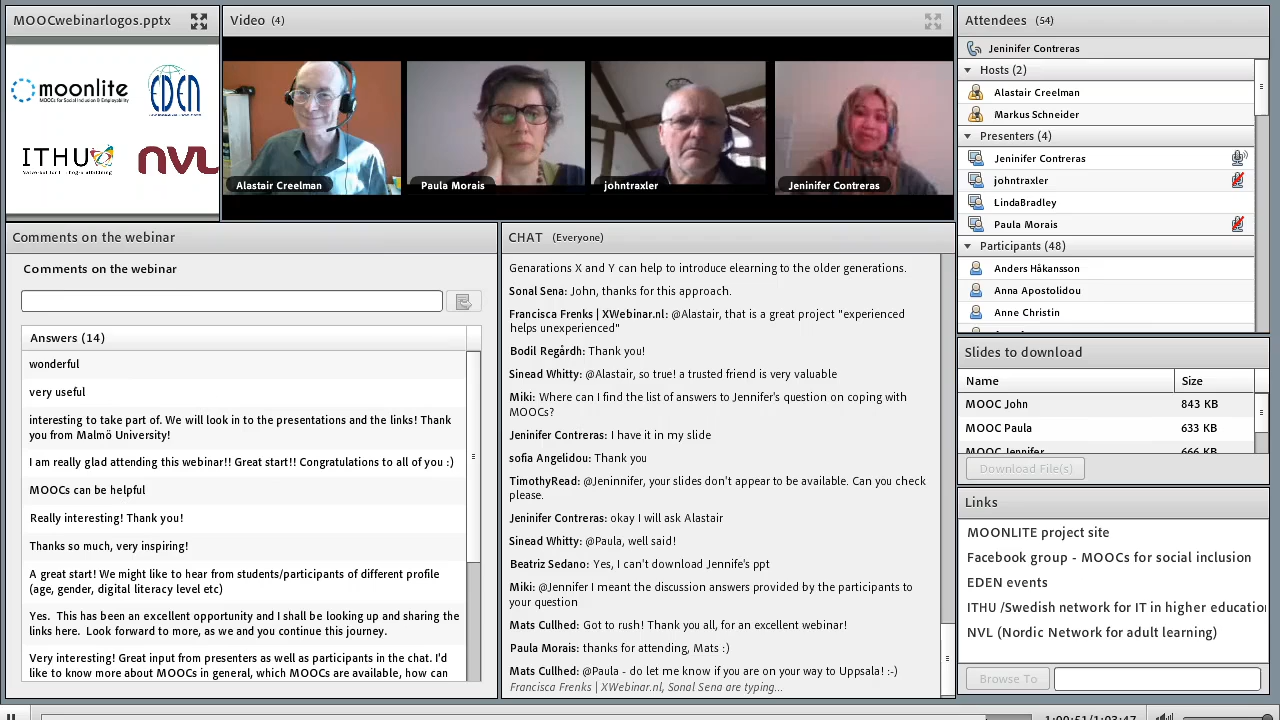 MOOCwebinarlogos.pptx
moonlite
MOOCs for Social Inclusion & Employability
EDEN
ITHU
NVL
Video (4)
Alastair Creelman
Paula Morais
johntraxler
Jeninifer Contreras
Attendees (54)
Jeninifer Contreras
Hosts (2)
Alastair Creelman
Markus Schneider
Presenters (4)
Jeninifer Contreras
johntraxler
LindaBradley
Paula Morais
Participants (48)
Anders Håkansson
Anna Apostolidou
Anne Christin
Comments on the webinar
Comments on the webinar
Answers (14)
wonderful
very useful
interesting to take part of. We will look in to the presentations and the links! Thank
you from Malmö University!
I am really glad attending this webinar!! Great start!! Congratulations to all of you :)
MOOCs can be helpful
Really interesting! Thank you!
Thanks so much, very inspiring!
A great start! We might like to hear from students/participants of different profile
(age, gender, digital literacy level etc)
Yes.  This has been an excellent opportunity and I shall be looking up and sharing the
links here.  Look forward to more, as we and you continue this journey.
Very interesting! Great input from presenters as well as participants in the chat. I'd
like to know more about MOOCs in general, which MOOCs are available, how can
CHAT (Everyone)
Genarations X and Y can help to introduce elearning to the older generations.
Sonal Sena: John, thanks for this approach.
Francisca Frenks | XWebinar.nl: @Alastair, that is a great project "experienced
helps unexperienced"
Bodil Regårdh: Thank you!
Sinead Whitty: @Alastair, so true! a trusted friend is very valuable
Miki: Where can I find the list of answers to Jennifer's question on coping with
MOOCs?
Jeninifer Contreras: I have it in my slide
sofia Angelidou: Thank you
TimothyRead: @Jeninnifer, your slides don't appear to be available. Can you check
please.
Jeninifer Contreras: okay I will ask Alastair
Sinead Whitty: @Paula, well said!
Beatriz Sedano: Yes, I can't download Jennife's ppt
Miki: @Jennifer I meant the discussion answers provided by the participants to
your question
Mats Cullhed: Got to rush! Thank you all, for an excellent webinar!
Paula Morais: thanks for attending, Mats :)
Mats Cullhed: @Paula - do let me know if you are on your way to Uppsala! :-)
Francisca Frenks | XWebinar.nl, Sonal Sena are typing...
Slides to download
Name Size
MOOC John 843 KB
MOOC Paula 633 KB
MOOC Jennifer 666 KB
Download File(s)
Links
MOONLITE project site
Facebook group - MOOCs for social inclusion
EDEN events
ITHU /Swedish network for IT in higher education
NVL (Nordic Network for adult learning)
Browse To
1:00:51/1:03:47